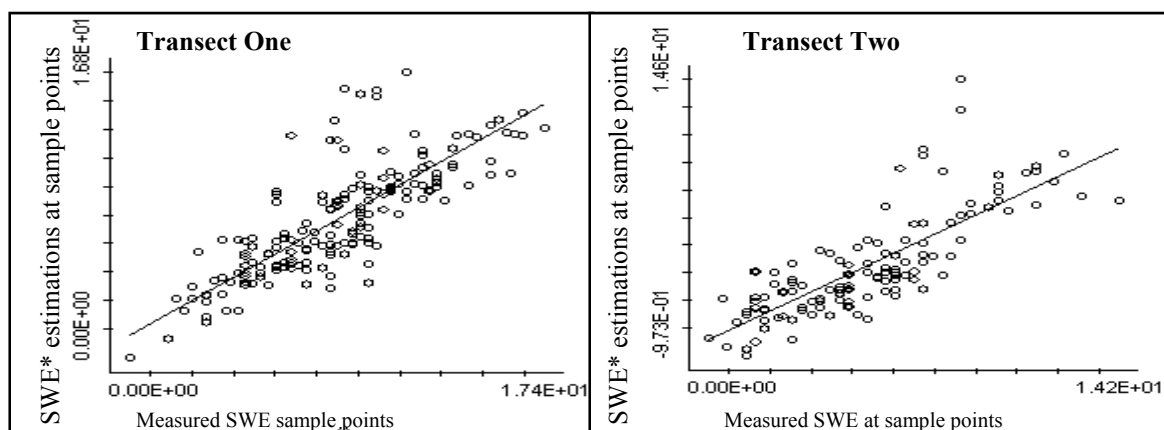 Transect One
SWE* estimations at sample points
1.68E+01
0.00E+00
0.00E+00
1.74E+01
Measured SWE sample points
Transect Two
SWE* estimations at sample points
1.46E+01
-9.73E-01
0.00E+00
1.42E+01
Measured SWE at sample points